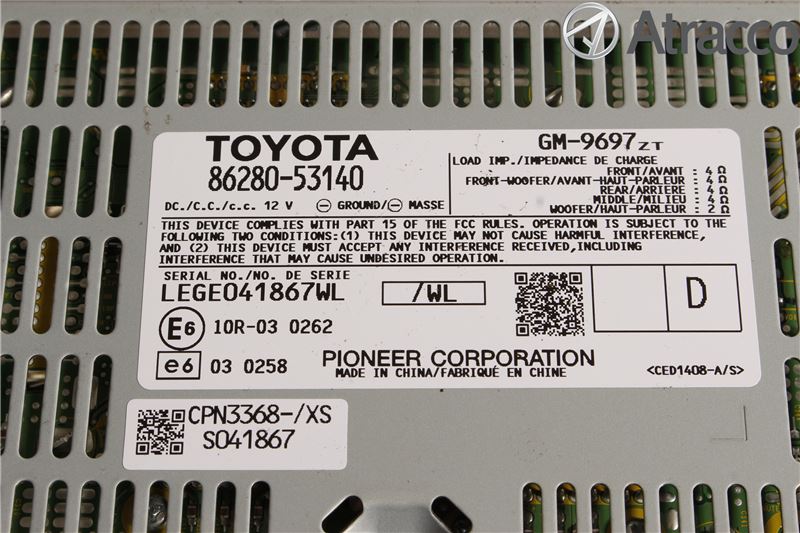 Atracco
TOYOTA
86280-53140
DC./C.C./c.c. 12 V ⊖ GROUND/⊖ MASSE
GM-9697ZT
LOAD IMP./IMPEDANCE DE CHARGE
FRONT/AVANT : 4Ω
FRONT-WOOFER/AVANT-HAUT-PARLEUR : 4Ω
REAR/ARRIÈRE : 4Ω
MIDDLE/MILIEU : 4Ω
WOOFER/HAUT-PARLEUR : 2Ω
THIS DEVICE COMPLIES WITH PART 15 OF THE FCC RULES. OPERATION IS SUBJECT TO THE
FOLLOWING TWO CONDITIONS:(1) THIS DEVICE MAY NOT CAUSE HARMFUL INTERFERENCE,
AND (2) THIS DEVICE MUST ACCEPT ANY INTERFERENCE RECEIVED,INCLUDING
INTERFERENCE THAT MAY CAUSE UNDESIRED OPERATION.
SERIAL NO./NO. DE SERIE
LEGE041867WL
/WL
D
E6 10R-03 0262
e6 03 0258
PIONEER CORPORATION
MADE IN CHINA/FABRIQUÉ EN CHINE
<CED1408-A/S>
CPN3368-/XS
S041867